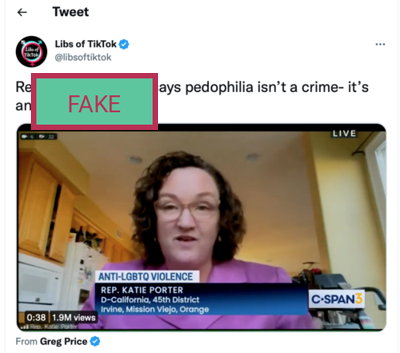 Tweet
Libs of TikTok
@libsoftiktok
Re FAKE ays pedophilia isn't a crime- it's
an
LIVE
ANTI-LGBTQ VIOLENCE
REP. KATIE PORTER
D-California, 45th District
Irvine, Mission Viejo, Orange
C-SPAN3
0:38 1.9M views
Rep. Katie Porter
From Greg Price